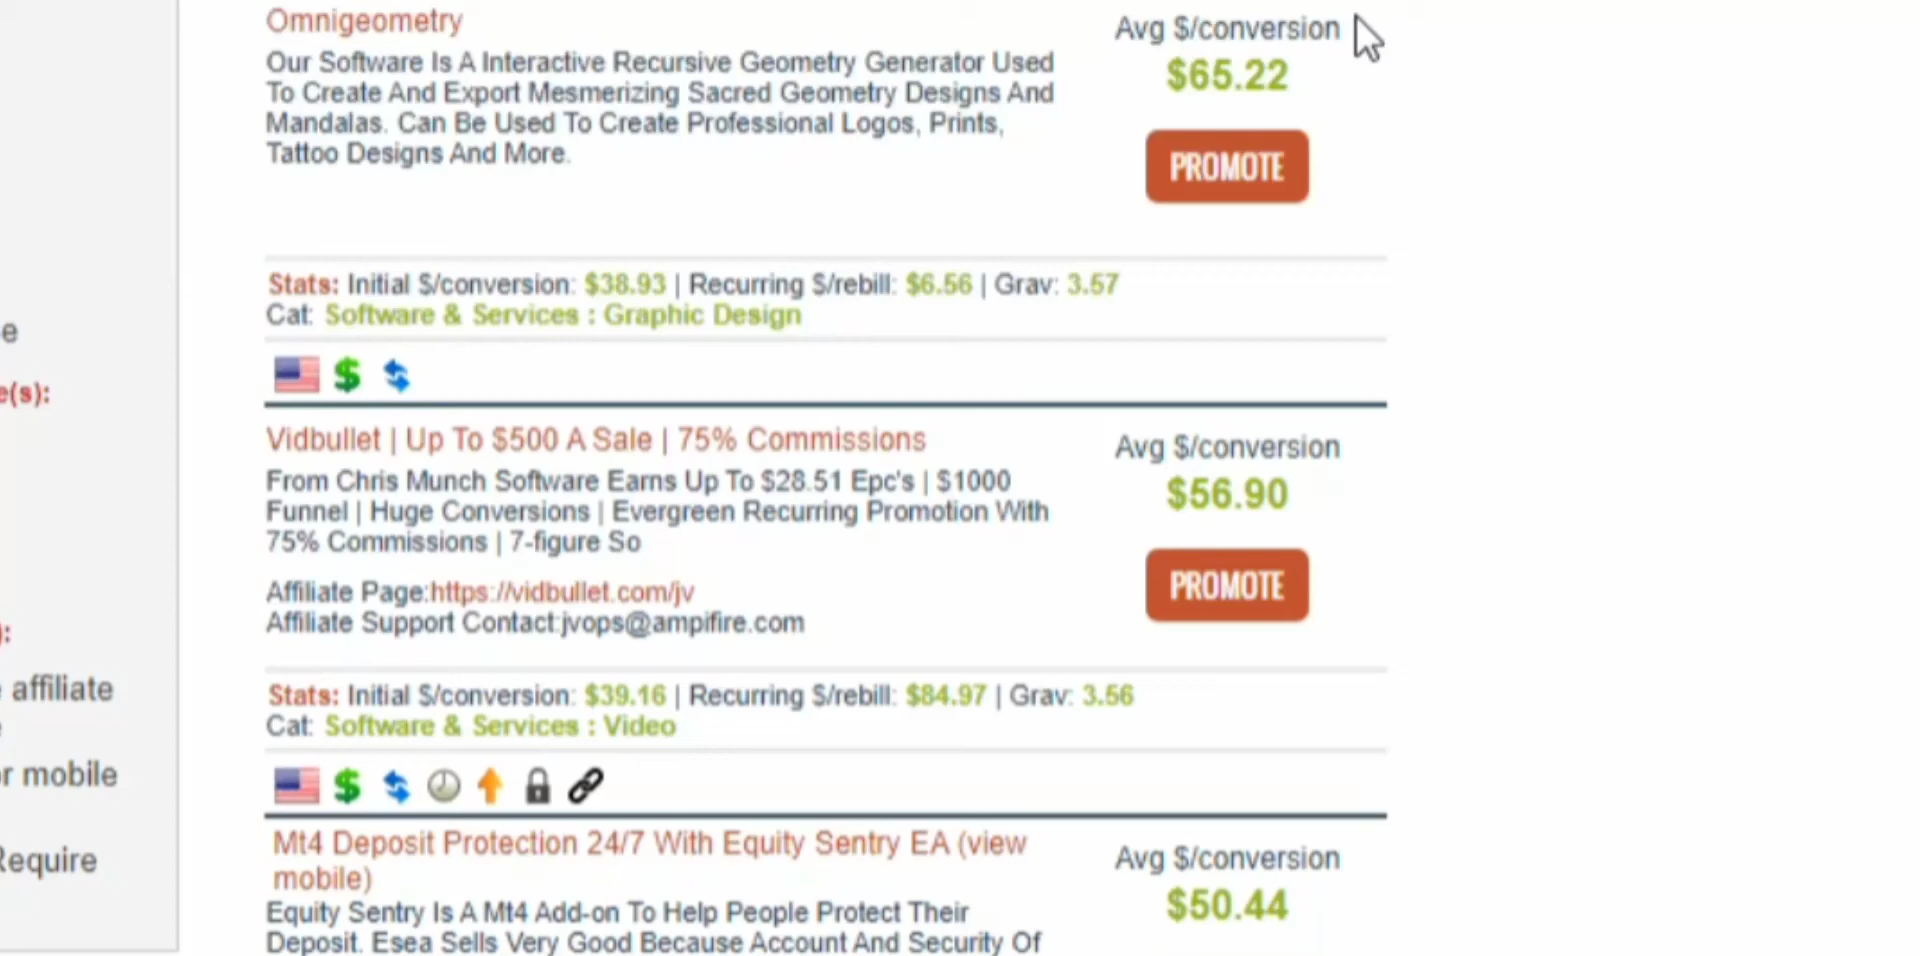 Omnigeometry
Our Software Is A Interactive Recursive Geometry Generator Used
To Create And Export Mesmerizing Sacred Geometry Designs And
Mandalas. Can Be Used To Create Professional Logos, Prints,
Tattoo Designs And More.
Avg $/conversion
$65.22
PROMOTE
Stats: Initial $/conversion: $38.93 | Recurring $/rebill: $6.56 | Grav: 3.57
Cat: Software & Services : Graphic Design
Vidbullet | Up To $500 A Sale | 75% Commissions
From Chris Munch Software Earns Up To $28.51 Epc's | $1000
Funnel | Huge Conversions | Evergreen Recurring Promotion With
75% Commissions | 7-figure So
Affiliate Page:https://vidbullet.com/jv
Affiliate Support Contact:jvops@ampifire.com
Avg $/conversion
$56.90
PROMOTE
Stats: Initial $/conversion: $39.16 | Recurring $/rebill: $84.97 | Grav: 3.56
Cat: Software & Services : Video
Mt4 Deposit Protection 24/7 With Equity Sentry EA (view
mobile)
Equity Sentry Is A Mt4 Add-on To Help People Protect Their
Deposit. Esea Sells Very Good Because Account And Security Of
Avg $/conversion
$50.44
e(s):
):
affiliate
mobile
Require